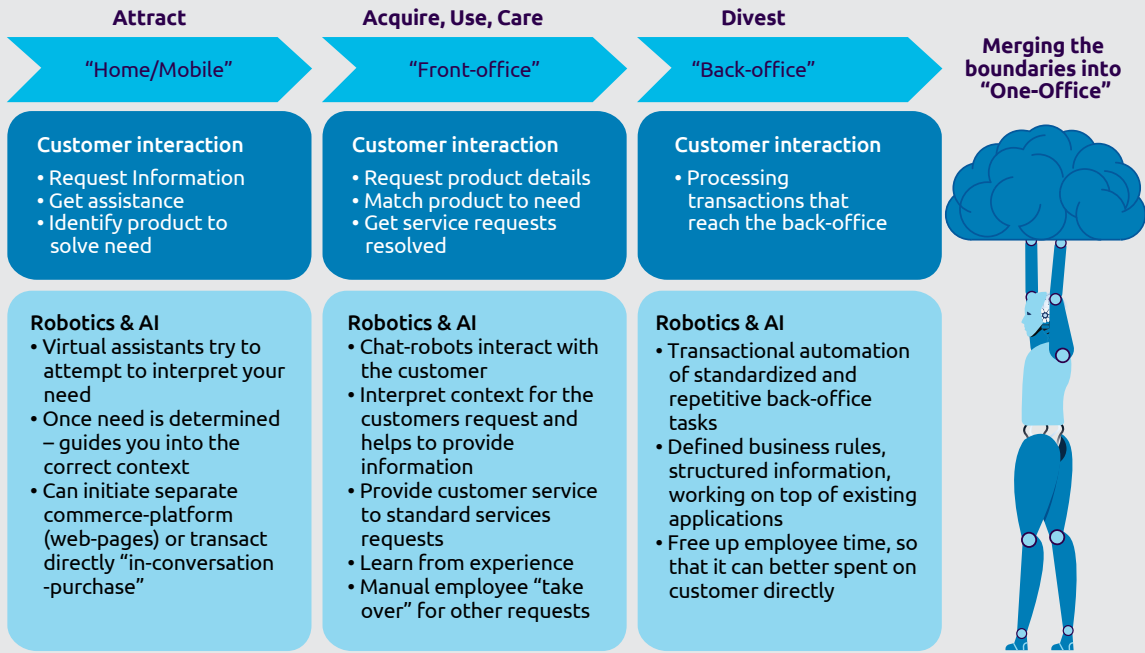 Attract
Acquire, Use, Care
Divest
“Home/Mobile”
“Front-office”
“Back-office”
Merging the
boundaries into
“One-Office”
Customer interaction
• Request Information
• Get assistance
• Identify product to
solve need
Customer interaction
• Request product details
• Match product to need
• Get service requests
resolved
Customer interaction
• Processing
transactions that
reach the back-office
Robotics & AI
• Virtual assistants try to
attempt to interpret your
need
• Once need is determined
– guides you into the
correct context
• Can initiate separate
commerce-platform
(web-pages) or transact
directly “in-conversation
-purchase”
Robotics & AI
• Chat-robots interact with
the customer
• Interpret context for the
customers request and
helps to provide
information
• Provide customer service
to standard services
requests
• Learn from experience
• Manual employee “take
over” for other requests
Robotics & AI
• Transactional automation
of standardized and
repetitive back-office
tasks
• Defined business rules,
structured information,
working on top of existing
applications
• Free up employee time, so
that it can better spent on
customer directly